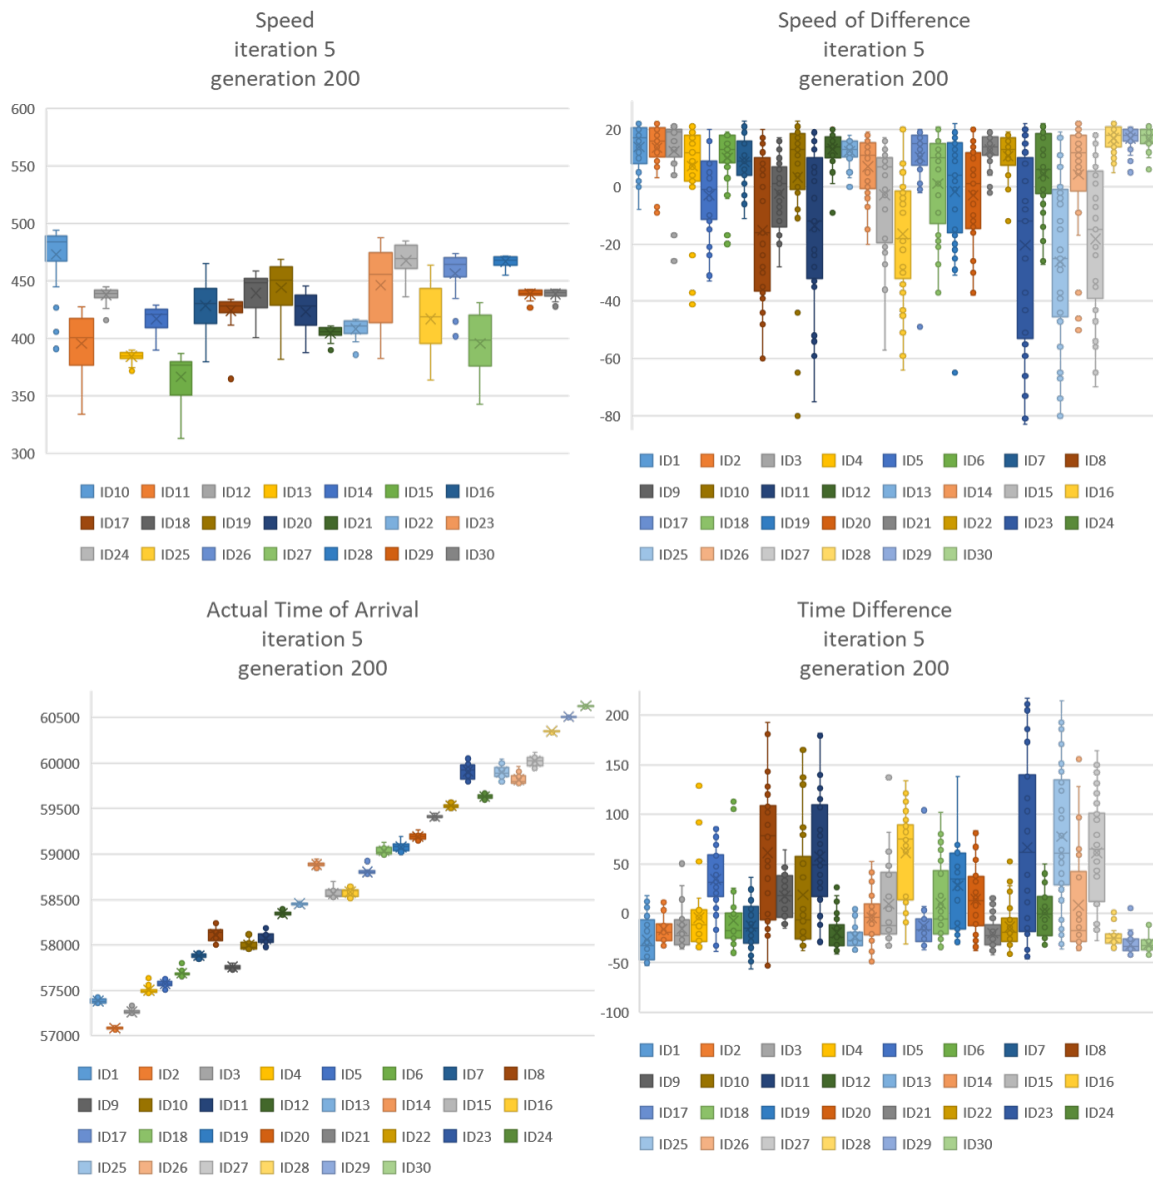 Speed
iteration 5
generation 200
600
550
500
450
400
350
300
ID10 ID11 ID12 ID13 ID14 ID15 ID16
ID17 ID18 ID19 ID20 ID21 ID22 ID23
ID24 ID25 ID26 ID27 ID28 ID29 ID30
Speed of Difference
iteration 5
generation 200
20
0
-20
-40
-60
-80
ID1 ID2 ID3 ID4 ID5 ID6 ID7 ID8
ID9 ID10 ID11 ID12 ID13 ID14 ID15 ID16
ID17 ID18 ID19 ID20 ID21 ID22 ID23 ID24
ID25 ID26 ID27 ID28 ID29 ID30
Actual Time of Arrival
iteration 5
generation 200
60500
60000
59500
59000
58500
58000
57500
57000
ID1 ID2 ID3 ID4 ID5 ID6 ID7 ID8
ID9 ID10 ID11 ID12 ID13 ID14 ID15 ID16
ID17 ID18 ID19 ID20 ID21 ID22 ID23 ID24
ID25 ID26 ID27 ID28 ID29 ID30
Time Difference
iteration 5
generation 200
200
150
100
50
0
-50
-100
ID1 ID2 ID3 ID4 ID5 ID6 ID7 ID8
ID9 ID10 ID11 ID12 ID13 ID14 ID15 ID16
ID17 ID18 ID19 ID20 ID21 ID22 ID23 ID24
ID25 ID26 ID27 ID28 ID29 ID30